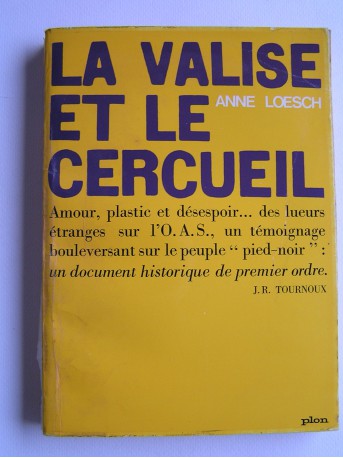 LA VALISE
ANNE LOESCH
ET LE
CERCUEIL
Amour, plastic et désespoir... des lueurs
étranges sur l'O.A.S., un témoignage
bouleversant sur le peuple “ pied-noir ” :
un document historique de premier ordre.
J.R. TOURNOUX
plon